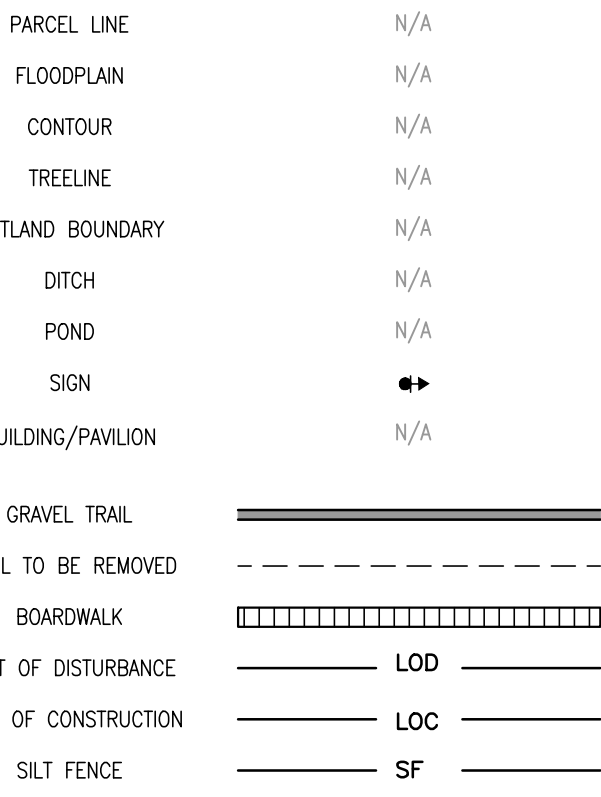 PARCEL LINE N/A
FLOODPLAIN N/A
CONTOUR N/A
TREELINE N/A
TLAND BOUNDARY N/A
DITCH N/A
POND N/A
SIGN
UILDING/PAVILION N/A
GRAVEL TRAIL
L TO BE REMOVED
BOARDWALK
T OF DISTURBANCE LOD
OF CONSTRUCTION LOC
SILT FENCE SF